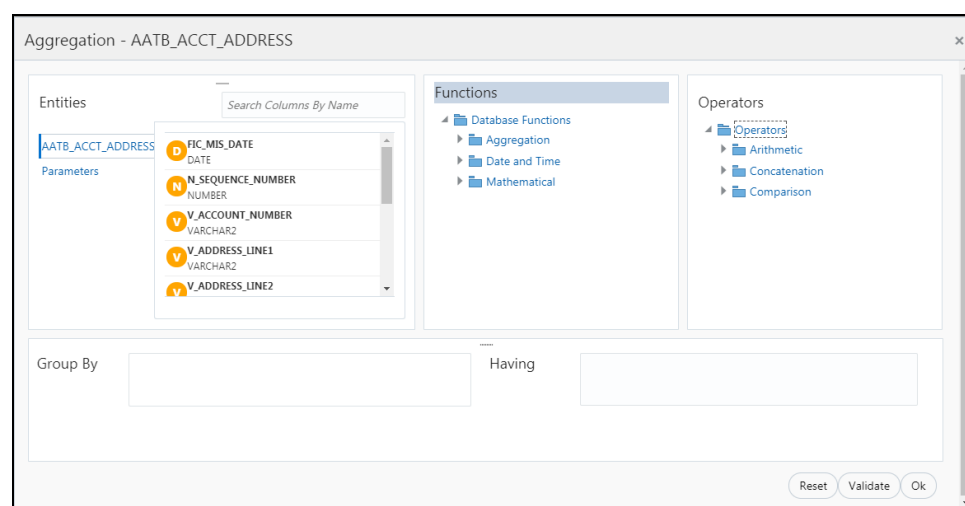 Aggregation - AATB_ACCT_ADDRESS
×
Entities
Search Columns By Name
AATB_ACCT_ADDRESS
Parameters
D
FIC_MIS_DATE
DATE
N
N_SEQUENCE_NUMBER
NUMBER
V
V_ACCOUNT_NUMBER
VARCHAR2
V
V_ADDRESS_LINE1
VARCHAR2
V
V_ADDRESS_LINE2
Functions
Database Functions
Aggregation
Date and Time
Mathematical
Operators
Operators
Arithmetic
Concatenation
Comparison
Group By
Having
Reset
Validate
Ok